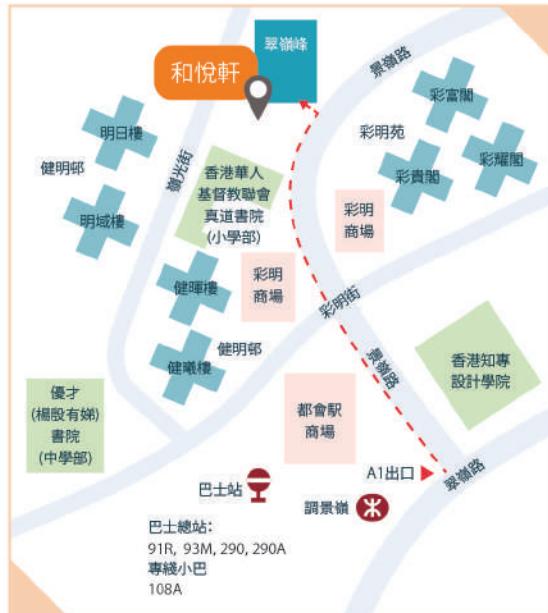 翠嶺峰
和悅軒
景嶺路
彩富閣
明日樓
彩明苑
彩耀閣
健明邨
嶺光街
香港華人
基督教聯會
真道書院
(小學部)
彩貴閣
明域樓
彩明
商場
健暉樓
彩明
商場
彩明街
健明邨
健曦樓
景嶺路
香港知專
設計學院
優才
(楊殷有娣)
書院
(中學部)
都會駅
商場
A1出口
翠嶺路
巴士站
調景嶺
巴士總站:
91R, 93M, 290, 290A
專綫小巴
108A